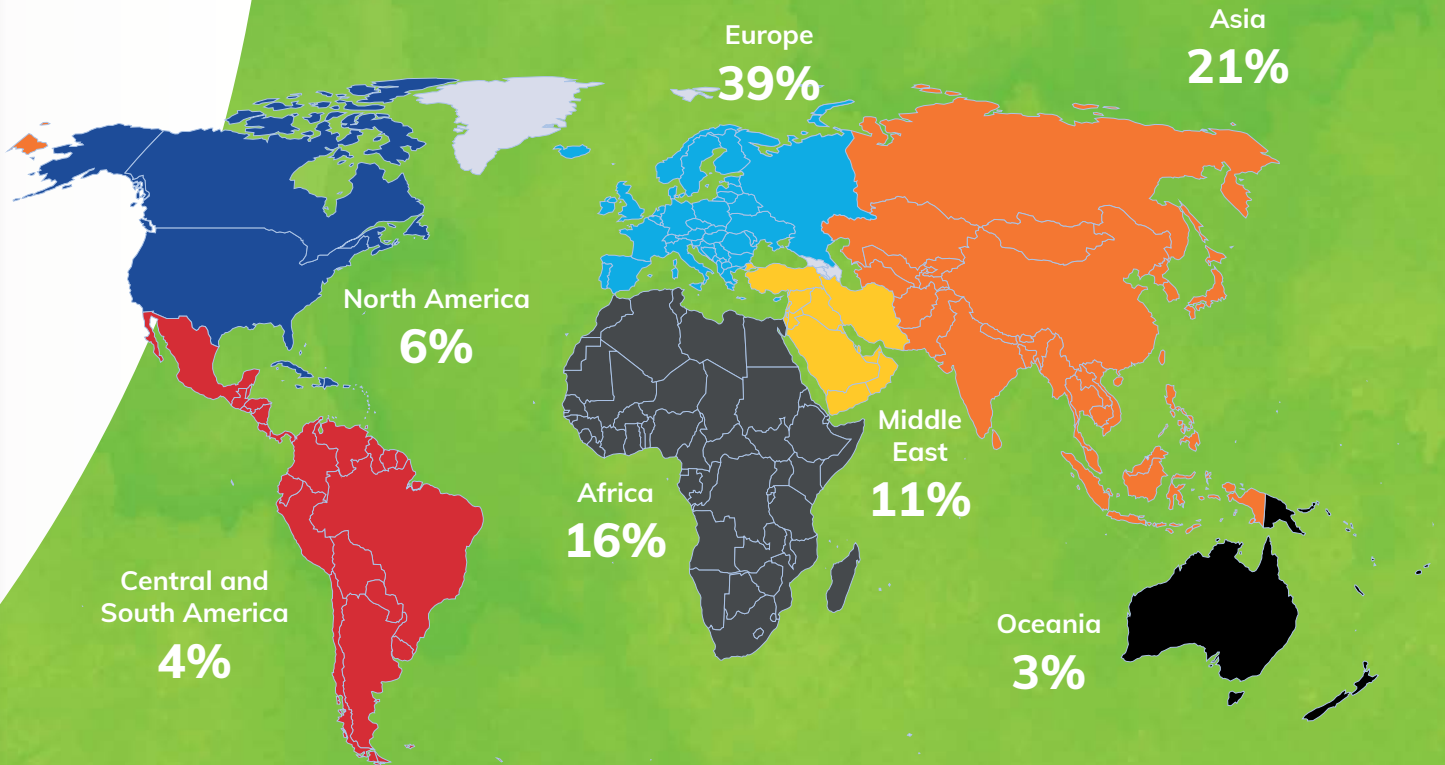 Europe
39%
Asia
21%
North America
6%
Middle
East
11%
Africa
16%
Central and
South America
4%
Oceania
3%